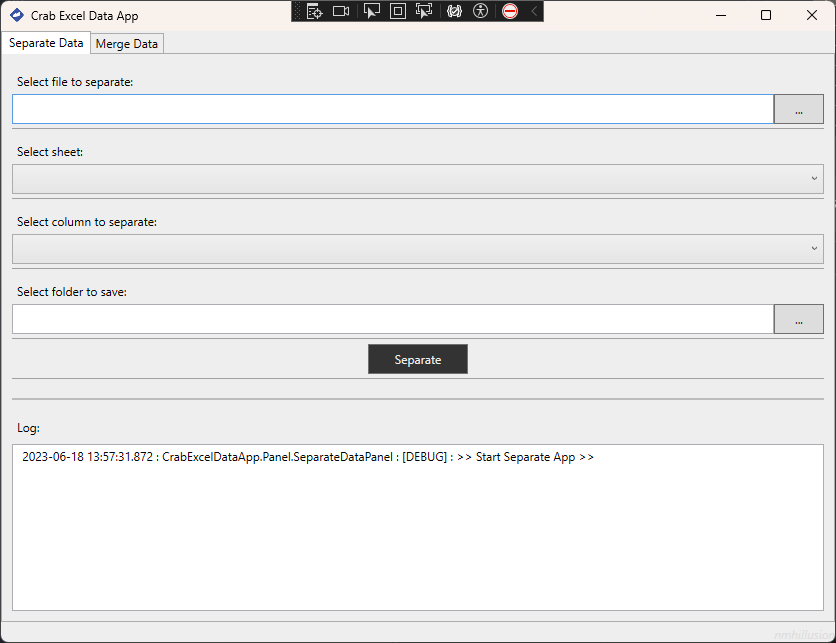 Crab Excel Data App
Separate Data
Merge Data
Select file to separate:
...
Select sheet:
Select column to separate:
Select folder to save:
...
Separate
Log:
2023-06-18 13:57:31.872 : CrabExcelDataApp.Panel.SeparateDataPanel : [DEBUG] : >> Start Separate App >>